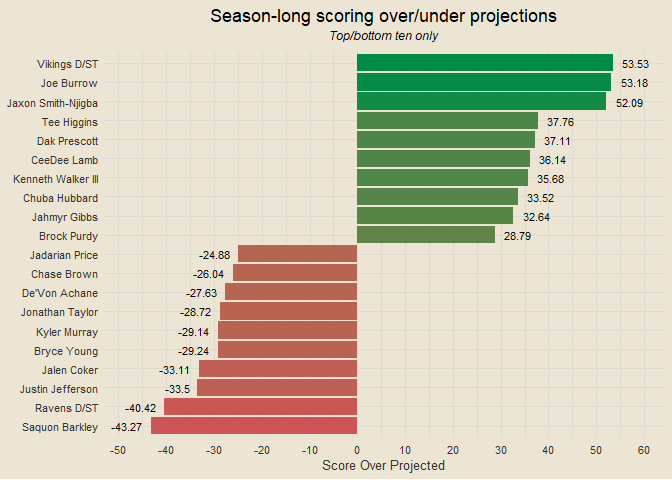 Season-long scoring over/under projections
Top/bottom ten only
Vikings D/ST 53.53
Joe Burrow 53.18
Jaxon Smith-Njigba 52.09
Tee Higgins 37.76
Dak Prescott 37.11
CeeDee Lamb 36.14
Kenneth Walker III 35.68
Chuba Hubbard 33.52
Jahmyr Gibbs 32.64
Brock Purdy 28.79
Jadarian Price -24.88
Chase Brown -26.04
De'Von Achane -27.63
Jonathan Taylor -28.72
Kyler Murray -29.14
Bryce Young -29.24
Jalen Coker -33.11
Justin Jefferson -33.5
Ravens D/ST -40.42
Saquon Barkley -43.27
-50 -40 -30 -20 -10 0 10 20 30 40 50 60
Score Over Projected